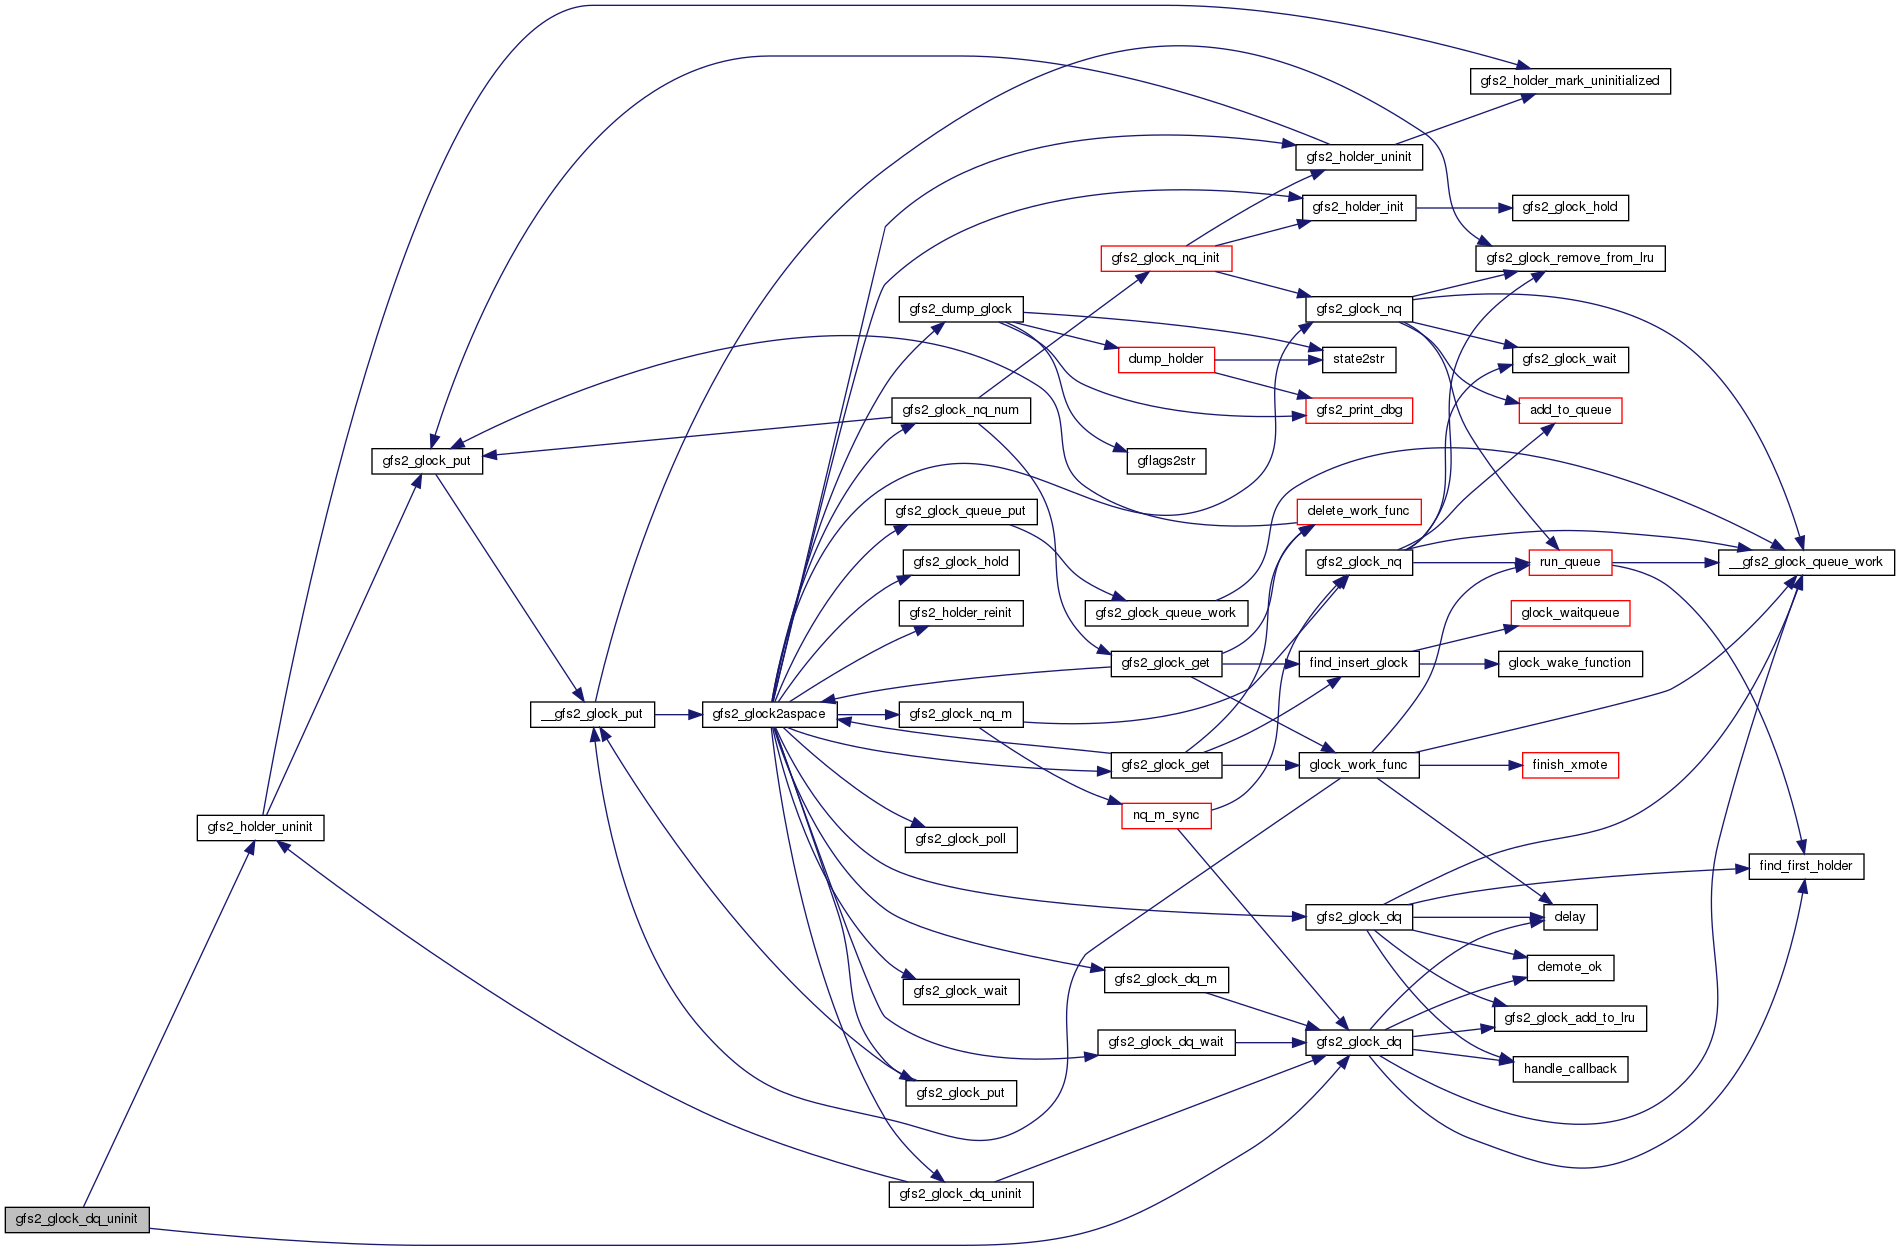 gfs2_holder_mark_uninitialized
gfs2_holder_uninit
gfs2_holder_init
gfs2_glock_hold
gfs2_glock_nq_init
gfs2_glock_remove_from_lru
gfs2_dump_glock
gfs2_glock_nq
dump_holder
state2str
gfs2_glock_wait
gfs2_glock_nq_num
gfs2_print_dbg
add_to_queue
gfs2_glock_put
gflags2str
gfs2_glock_queue_put
delete_work_func
gfs2_glock_hold
gfs2_glock_nq
run_queue
__gfs2_glock_queue_work
gfs2_holder_reinit
gfs2_glock_queue_work
glock_waitqueue
gfs2_glock_get
find_insert_glock
glock_wake_function
__gfs2_glock_put
gfs2_glock2aspace
gfs2_glock_nq_m
gfs2_glock_get
glock_work_func
finish_xmote
nq_m_sync
gfs2_holder_uninit
gfs2_glock_poll
find_first_holder
gfs2_glock_dq
delay
demote_ok
gfs2_glock_wait
gfs2_glock_dq_m
gfs2_glock_add_to_lru
gfs2_glock_dq_wait
gfs2_glock_dq
handle_callback
gfs2_glock_put
gfs2_glock_dq_uninit
gfs2_glock_dq_uninit